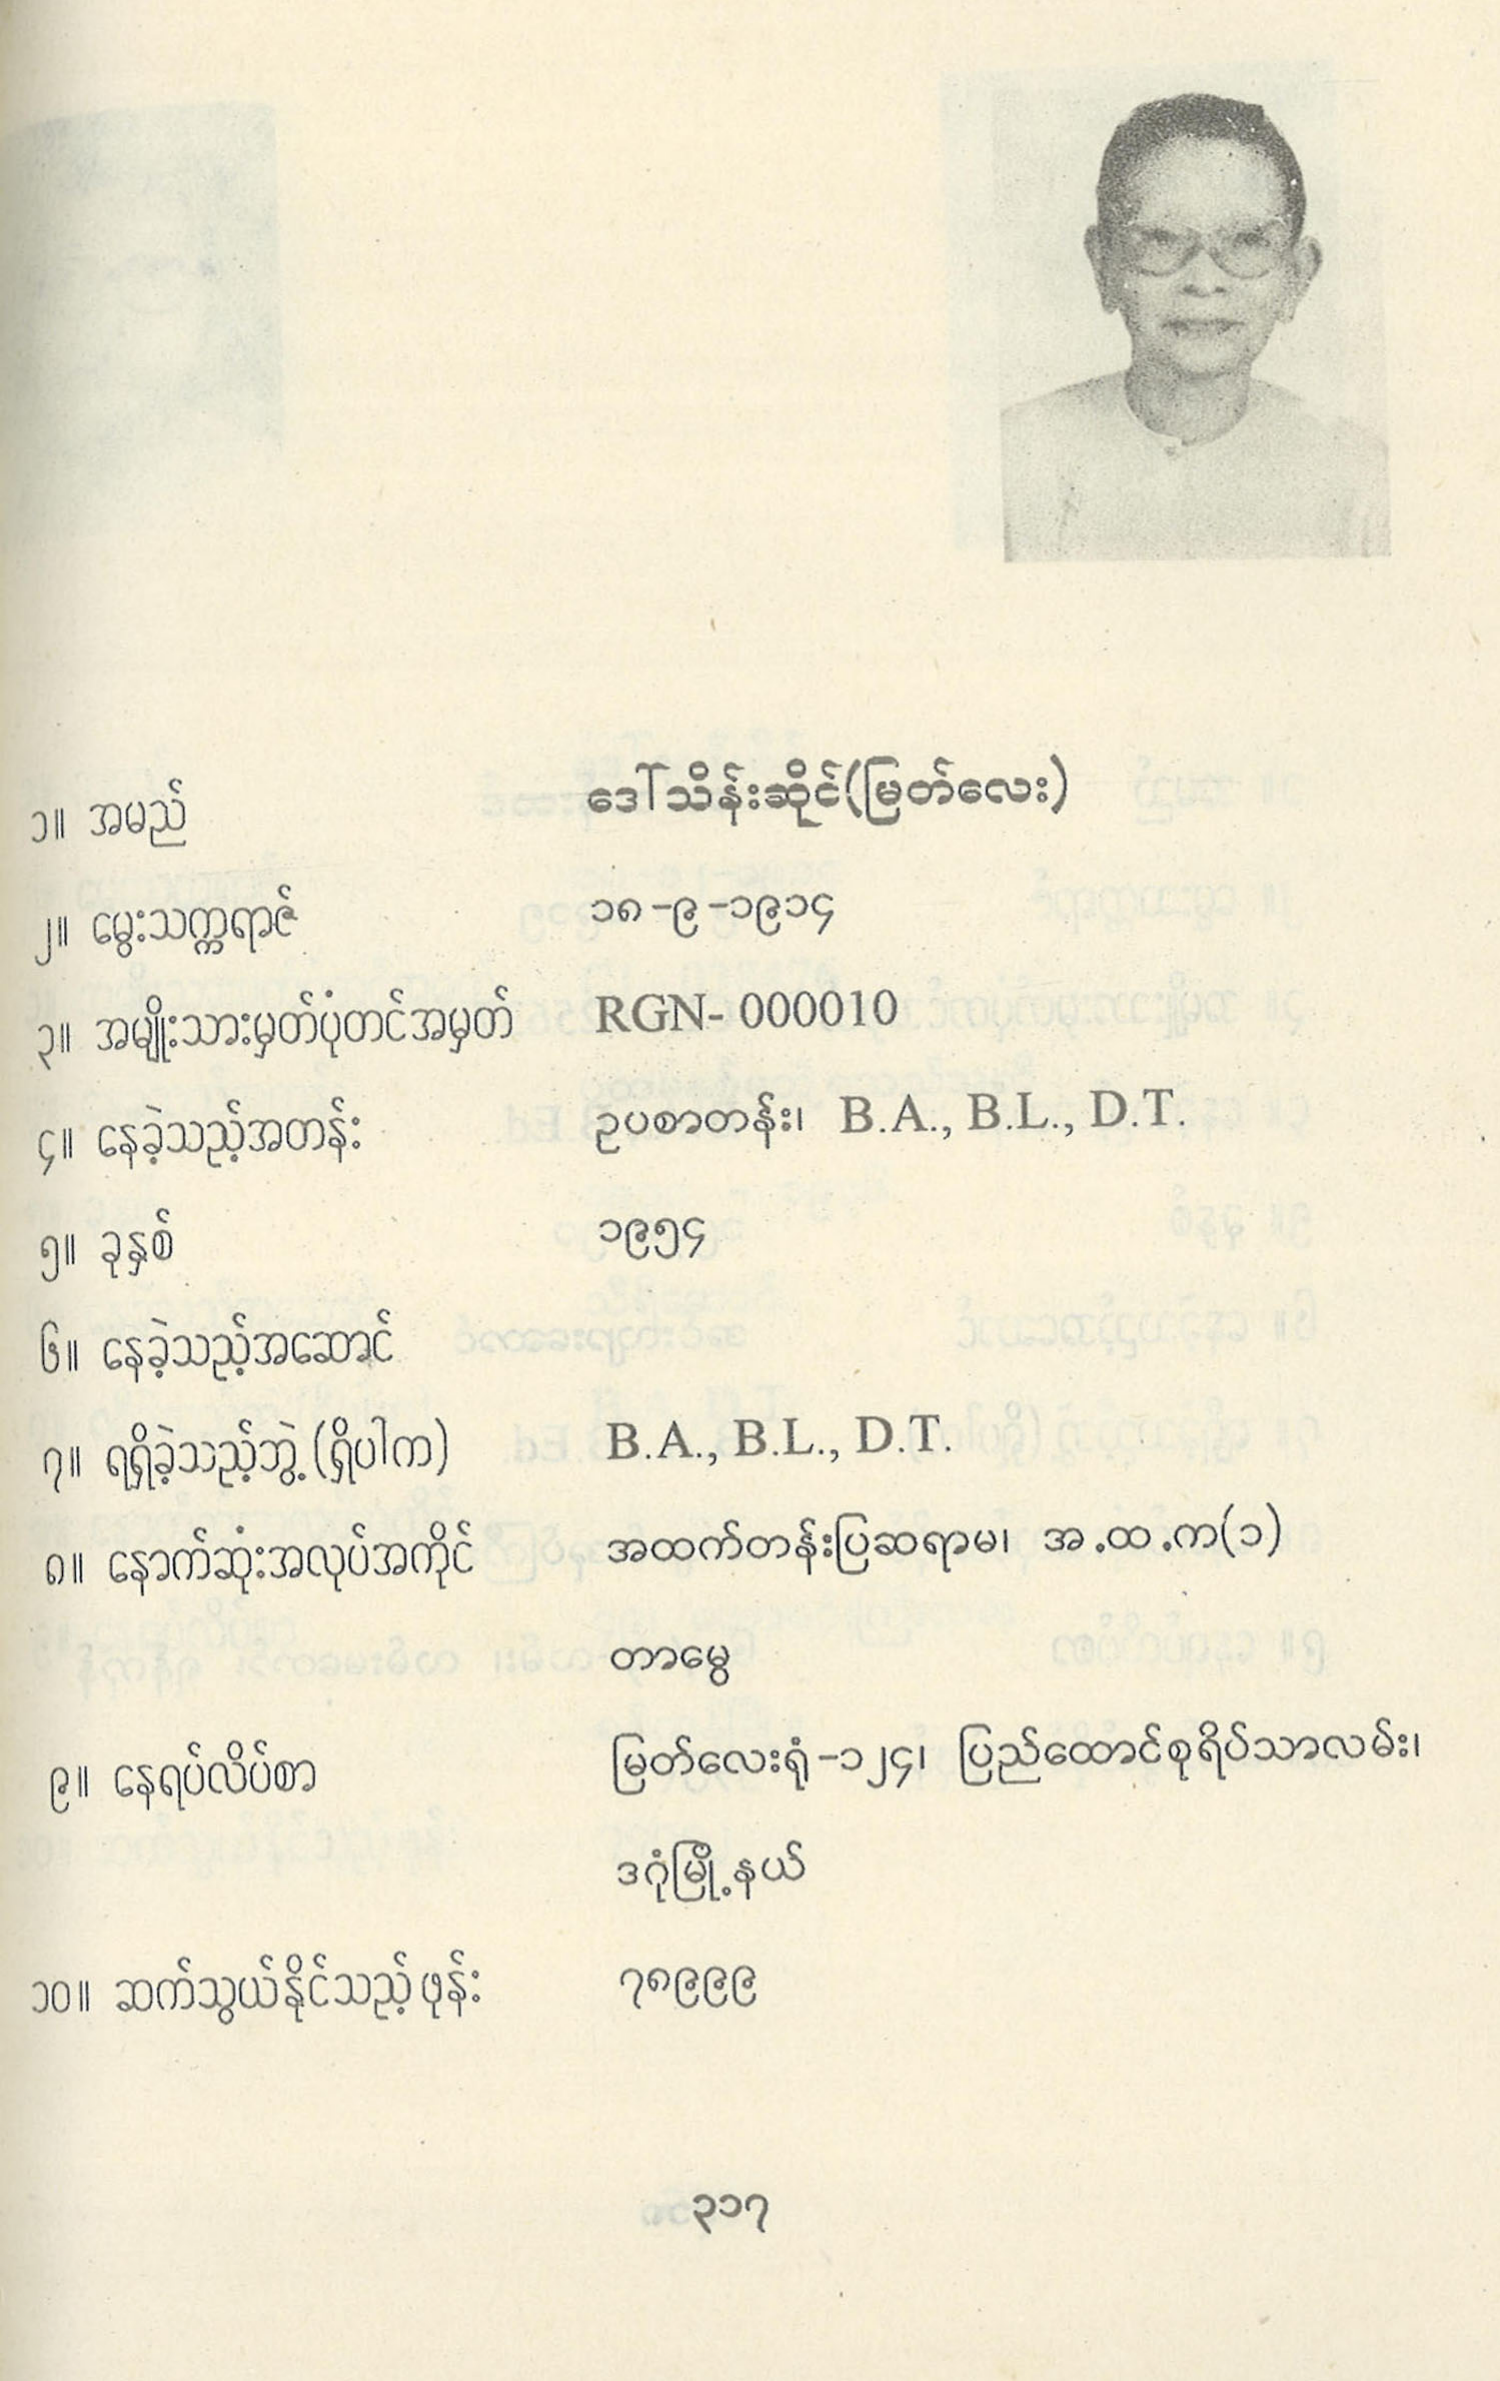 ၁။ အမည် ဒေါ်သိန်းဆိုင်(မြတ်လေး)
၂။ မွေးသက္ကရာဇ် ၁၈-၉-၁၉၁၄
၃။ အမျိုးသားမှတ်ပုံတင်အမှတ် RGN- 000010
၄။ နေခဲ့သည့်အတန်း ဥပစာတန်း၊ B.A., B.L., D.T.
၅။ ခုနှစ် ၁၉၅၄
၆။ နေခဲ့သည့်အဆောင်
၇။ ရရှိခဲ့သည့်ဘွဲ့ (ရှိပါက) B.A., B.L., D.T.
၈။ နောက်ဆုံးအလုပ်အကိုင် အထက်တန်းပြဆရာမ၊ အ.ထ.က(၁)
တာမွေ
၉။ နေရပ်လိပ်စာ မြတ်လေးရုံ-၁၂၄၊ ပြည်ထောင်စုရိပ်သာလမ်း၊
ဒဂုံမြို့နယ်
၁၀။ ဆက်သွယ်နိုင်သည့်ဖုန်း ၇၈၉၉၉
၃၁၇